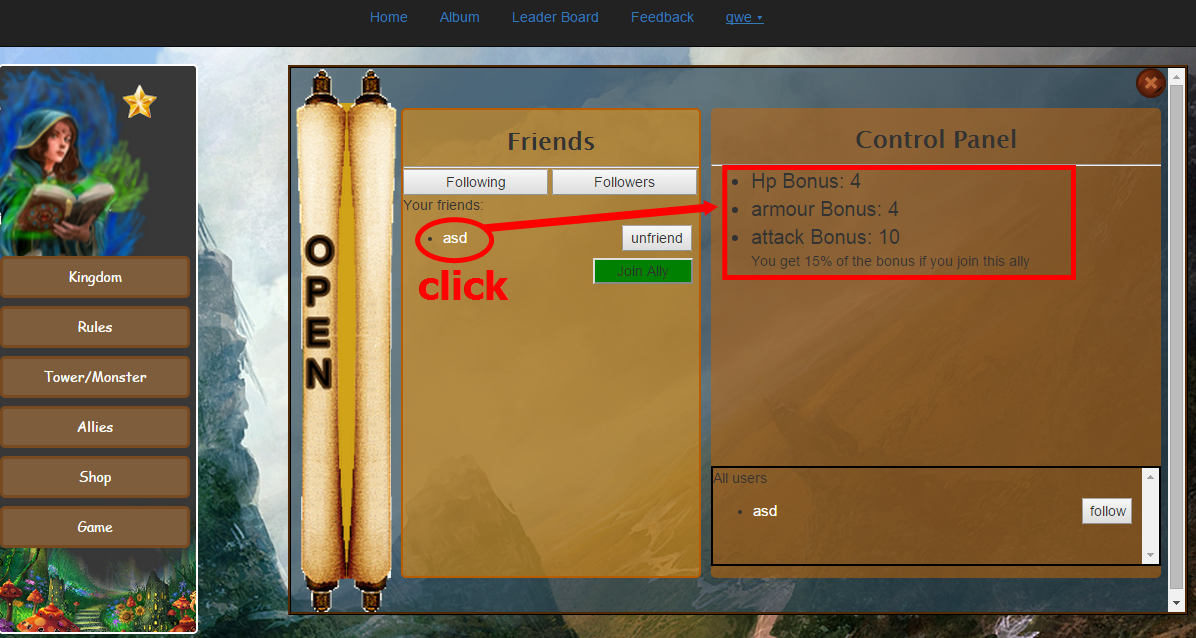 Home Album Leader Board Feedback qwe
Kingdom
Rules
Tower/Monster
Allies
Shop
Game
OPEN
Friends
Following Followers
Your friends:
asd unfriend
Join Ally
click
Control Panel
Hp Bonus: 4
armour Bonus: 4
attack Bonus: 10
You get 15% of the bonus if you join this ally
All users
asd follow